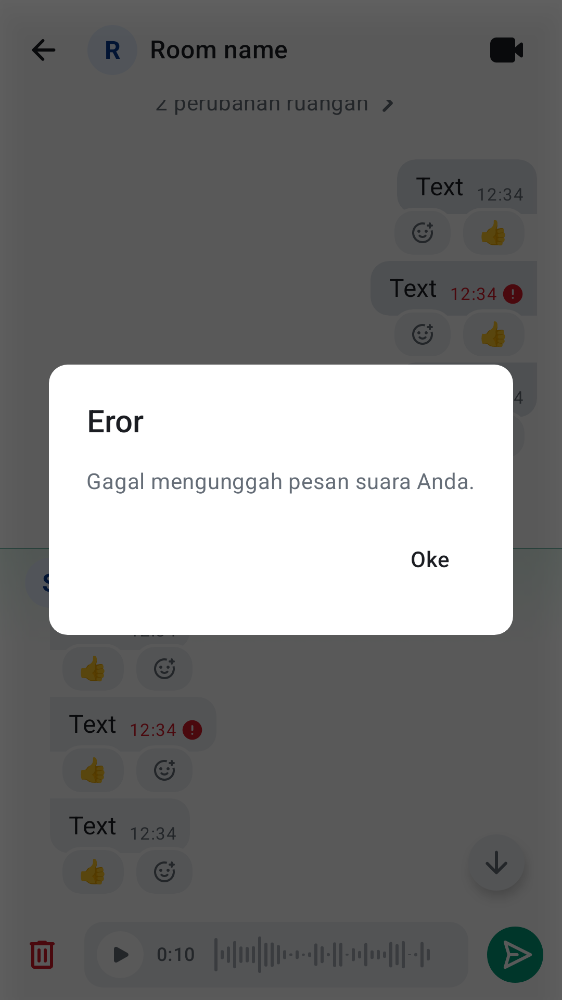 R Room name
2 perubahan ruangan
Text 12:34
Text 12:34
4
Eror
Gagal mengunggah pesan suara Anda.
Oke
Text 12:34
Text 12:34
0:10